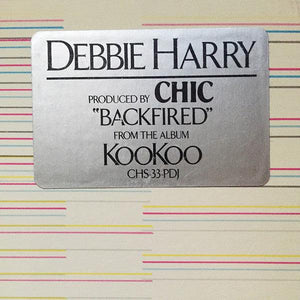 DEBBIE HARRY
PRODUCED BY CHIC
"BACKFIRED"
FROM THE ALBUM
KOOKOO
CHS-33-PDJ